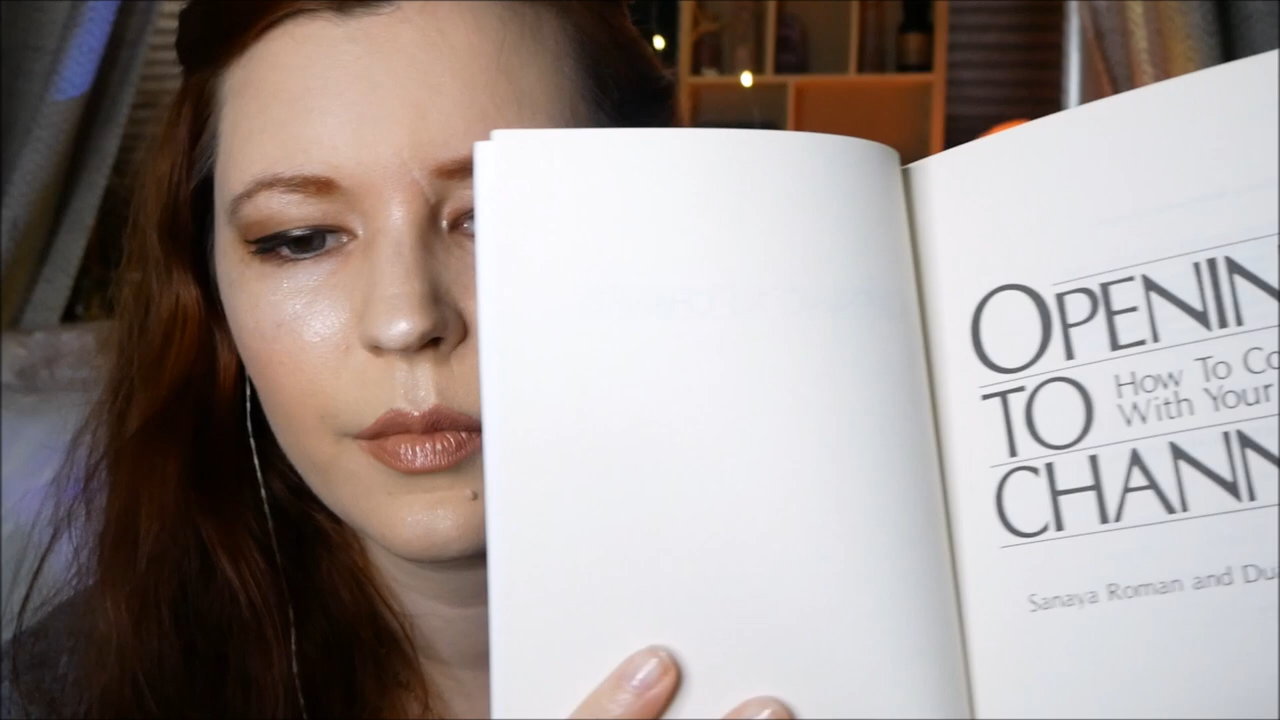 OPENIN
TO
How To Co
With Your
CHANN
Sanaya Roman and Du